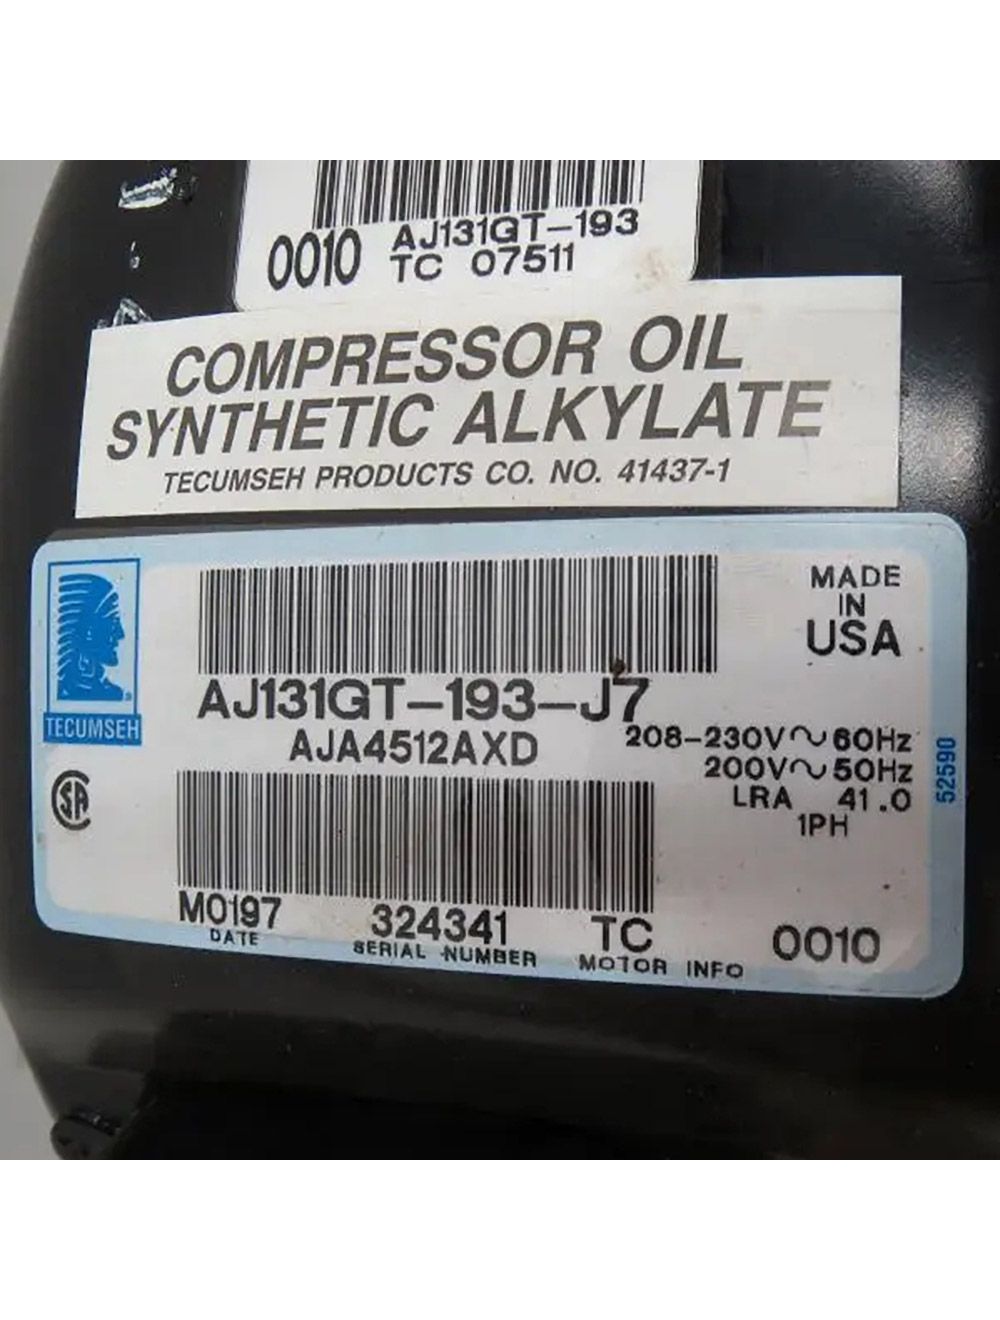 0010 AJ131GT-193
TC 07511
COMPRESSOR OIL
SYNTHETIC ALKYLATE
TECUMSEH PRODUCTS CO. NO. 41437-1
TECUMSEH
MADE
IN
USA
AJ131GT-193-J7
AJA4512AXD
208-230V~60Hz
200V~50Hz
LRA 41.0
1PH
52590
SA
M0197 324341 TC 0010
DATE SERIAL NUMBER MOTOR INFO